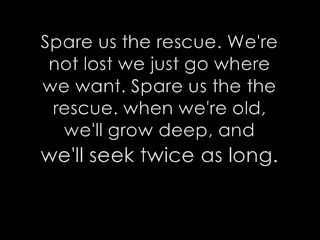 Spare us the rescue. We're
not lost we just go where
we want. Spare us the the
rescue. when we're old,
we'll grow deep, and
we'll seek twice as long.